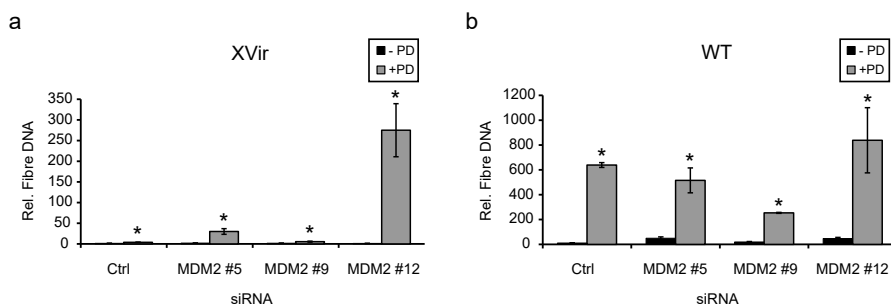 a
XVir
- PD
+PD
Rel. Fibre DNA
350
300
250
200
150
100
50
0
*
*
*
*
Ctrl
MDM2 #5
MDM2 #9
MDM2 #12
siRNA
b
WT
- PD
+PD
Rel. Fibre DNA
1200
1000
800
600
400
200
0
*
*
*
*
Ctrl
MDM2 #5
MDM2 #9
MDM2 #12
siRNA